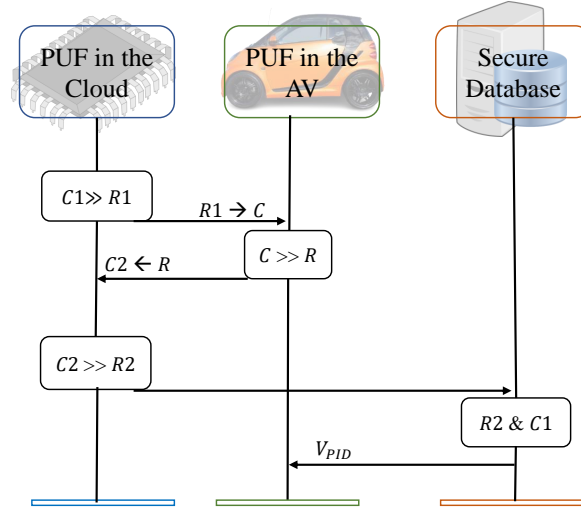 PUF in the
Cloud
PUF in the
AV
Secure
Database
C1≫ R1
R1 → C
C >> R
C2 ← R
C2 >> R2
R2 & C1
V_PID